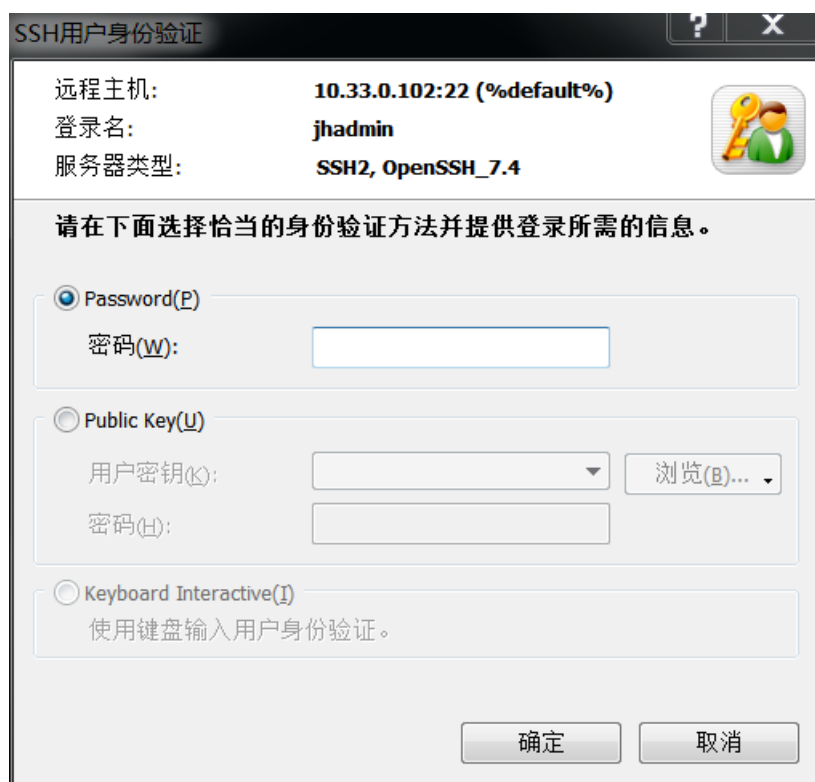 SSH用户身份验证
远程主机: 10.33.0.102:22 (%default%)
登录名: jhadmin
服务器类型: SSH2, OpenSSH_7.4
请在下面选择恰当的身份验证方法并提供登录所需的信息。
Password(P)
密码(W):
Public Key(U)
用户密钥(K): 浏览(B)...
密码(H):
Keyboard Interactive(I)
使用键盘输入用户身份验证。
确定 取消